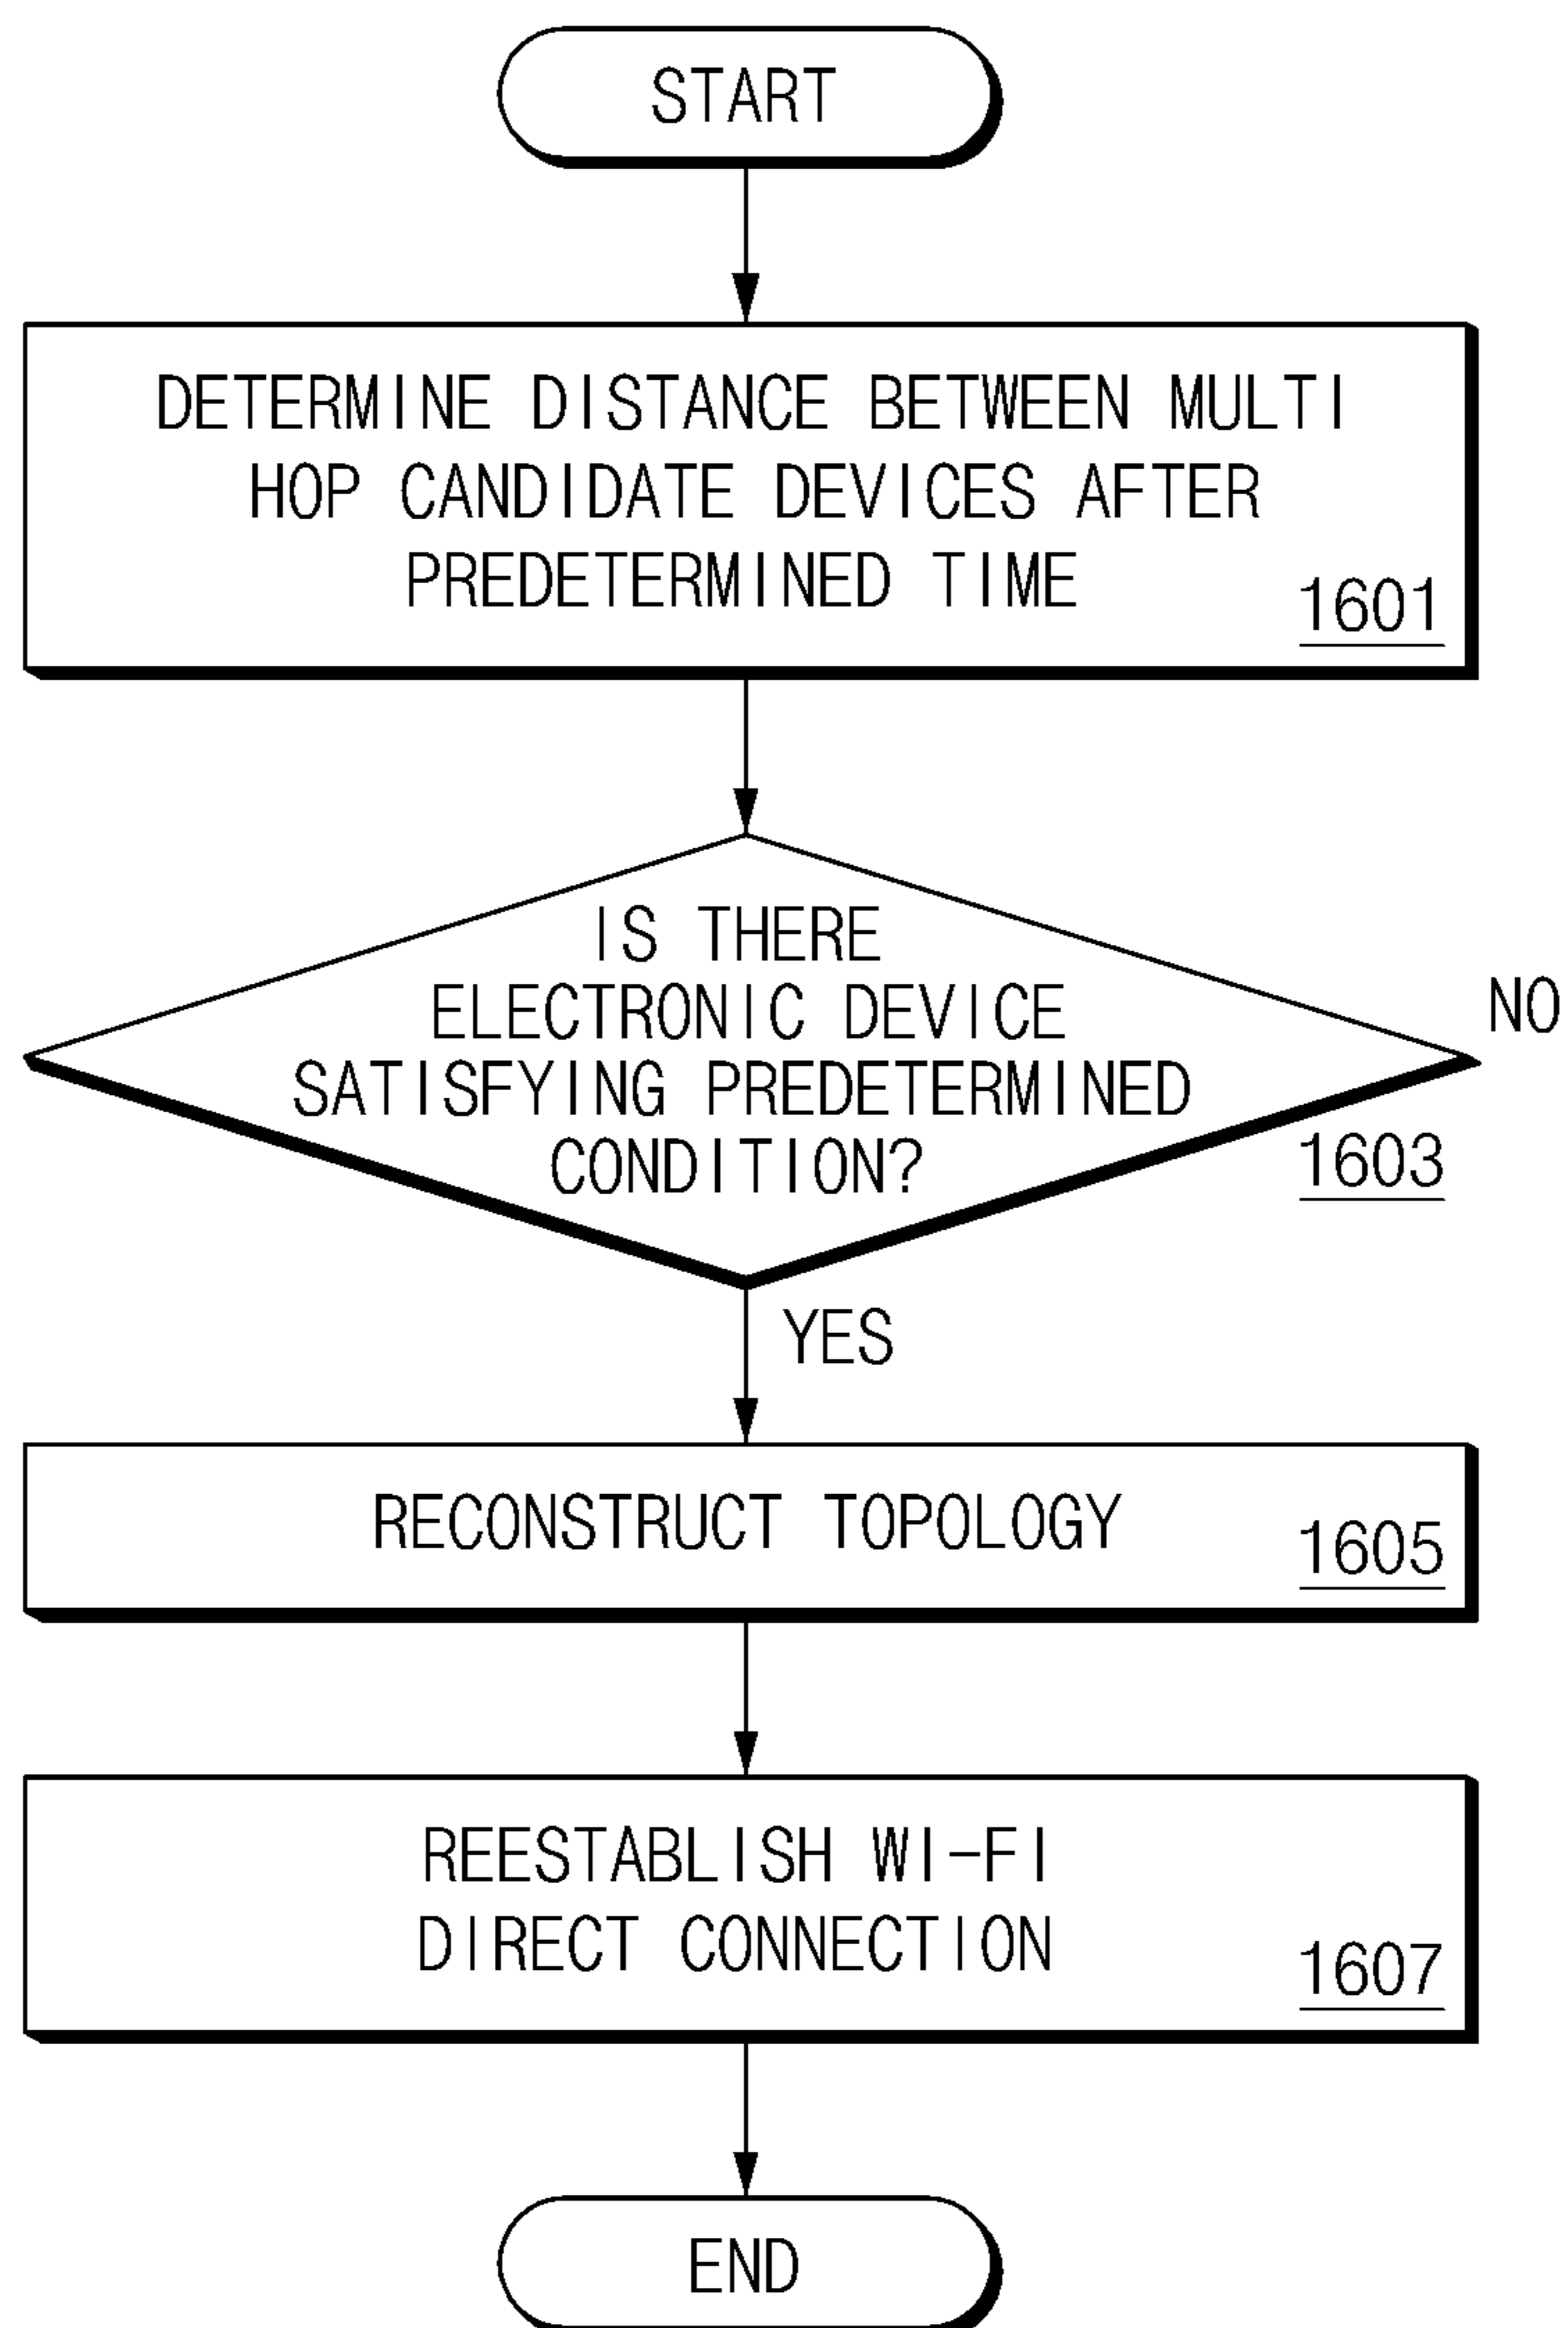 START
DETERMINE DISTANCE BETWEEN MULTI
HOP CANDIDATE DEVICES AFTER
PREDETERMINED TIME
1601
IS THERE
ELECTRONIC DEVICE
SATISFYING PREDETERMINED
CONDITION?
NO
1603
YES
RECONSTRUCT TOPOLOGY
1605
REESTABLISH WI-FI
DIRECT CONNECTION
1607
END